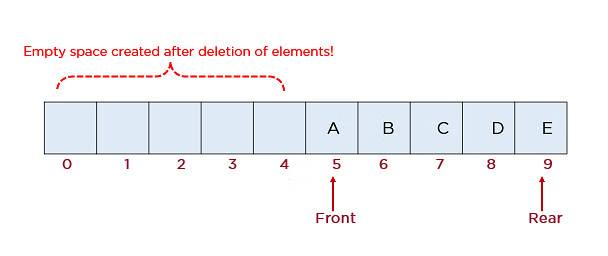 Empty space created after deletion of elements!
A B C D E
0 1 2 3 4 5 6 7 8 9
Front Rear